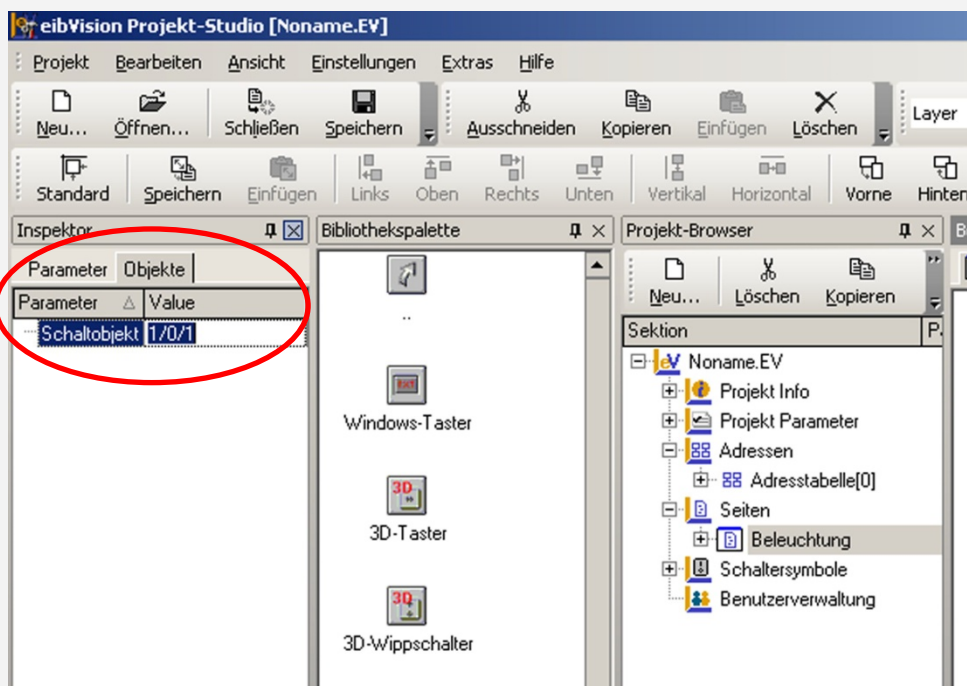 eibVision Projekt-Studio [Noname.EV]
Projekt Bearbeiten Ansicht Einstellungen Extras Hilfe
Neu... Öffnen... Schließen Speichern Ausschneiden Kopieren Einfügen Löschen Layer
Standard Speichern Einfügen Links Oben Rechts Unten Vertikal Horizontal Vorne Hinten
Inspektor
Parameter Objekte
Parameter Value
Schaltobjekt 1/0/1
Bibliothekspalette
..
Windows-Taster
3D-Taster
3D-Wippschalter
Projekt-Browser
Neu... Löschen Kopieren
Sektion
Noname.EV
Projekt Info
Projekt Parameter
Adressen
Adresstabelle[0]
Seiten
Beleuchtung
Schaltersymbole
Benutzerverwaltung